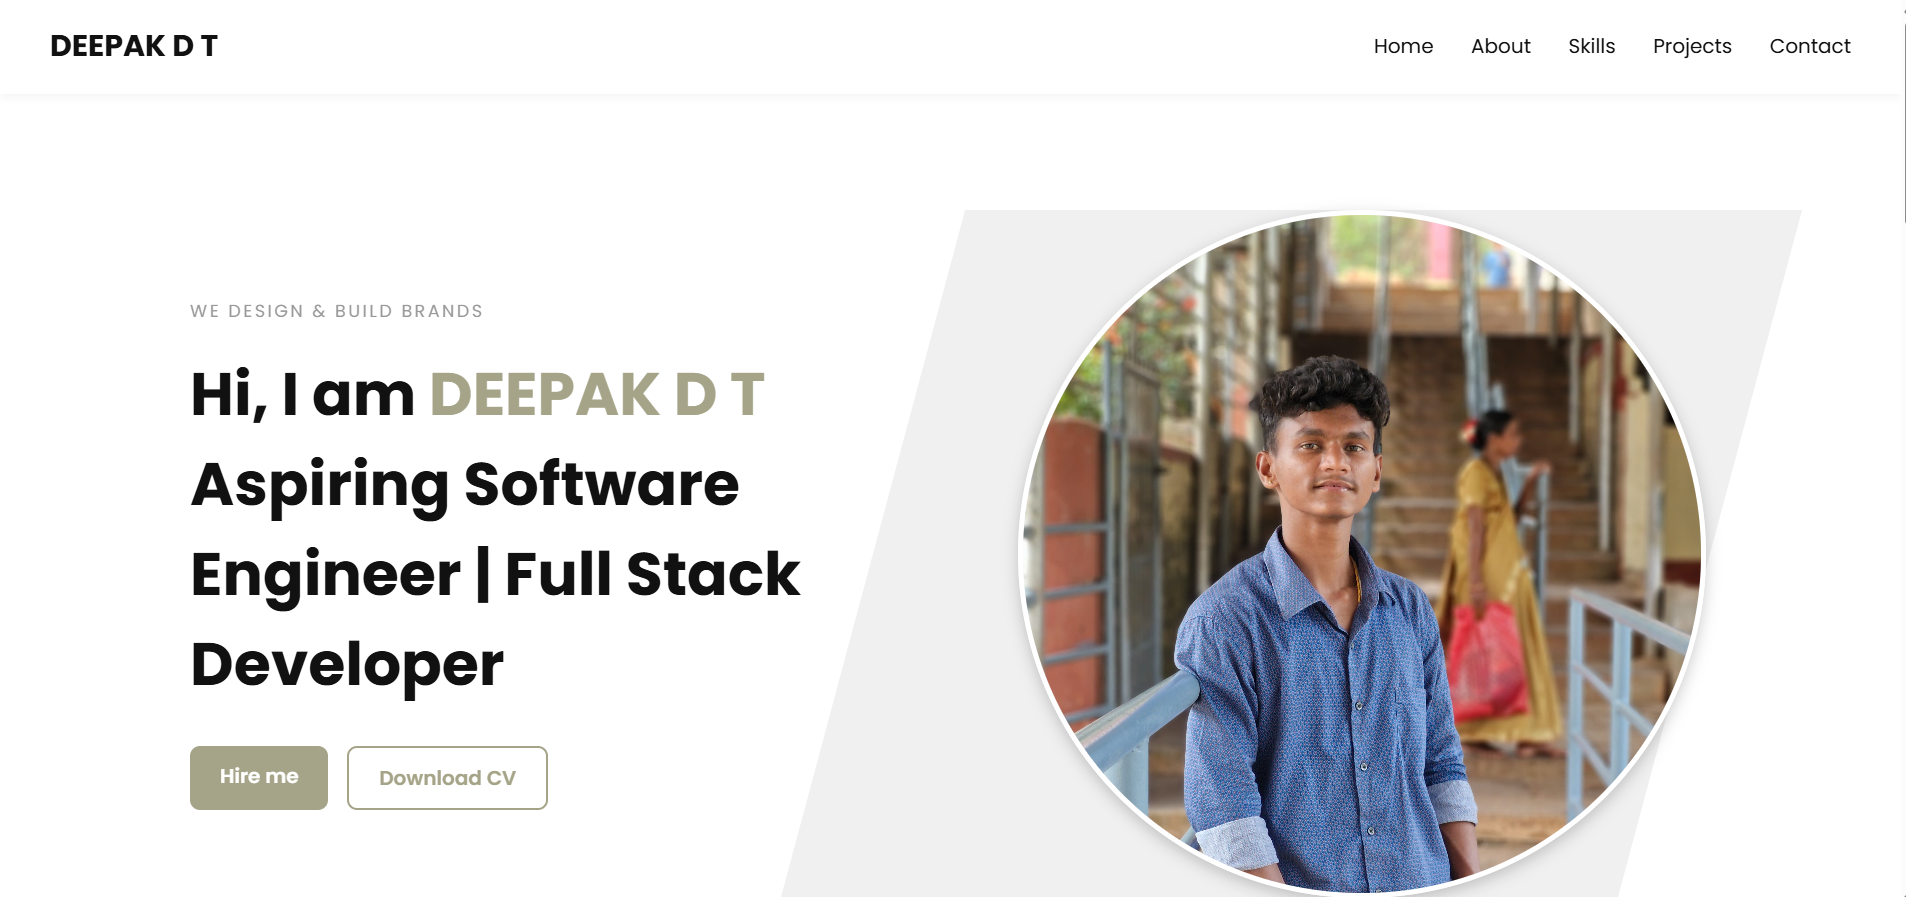 DEEPAK D T
Home About Skills Projects Contact
WE DESIGN & BUILD BRANDS
Hi, I am DEEPAK D T
Aspiring Software
Engineer | Full Stack
Developer
Hire me
Download CV